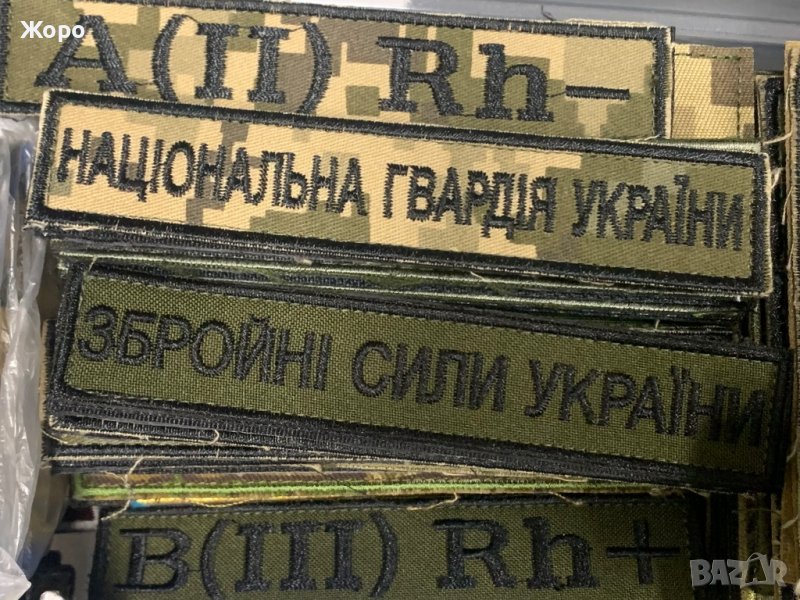 Жоро
A(II) Rh−
НАЦІОНАЛЬНА ГВАРДІЯ УКРАЇНИ
ЗБРОЙНІ СИЛИ УКРАЇНИ
B(III) Rh+
BAZAR